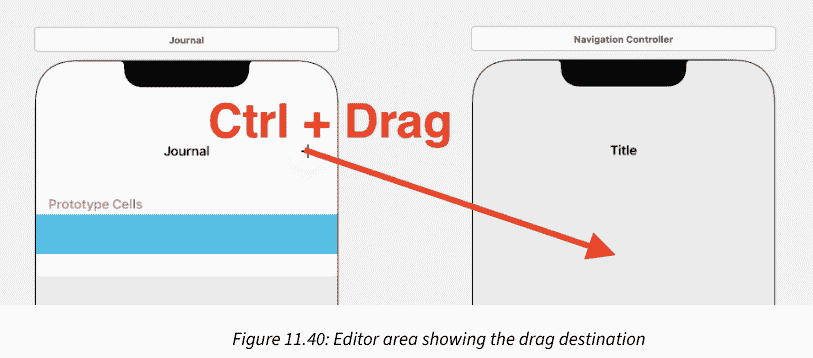 Journal
Navigation Controller
Ctrl + Drag
Journal
+
Title
Prototype Cells
Figure 11.40: Editor area showing the drag destination